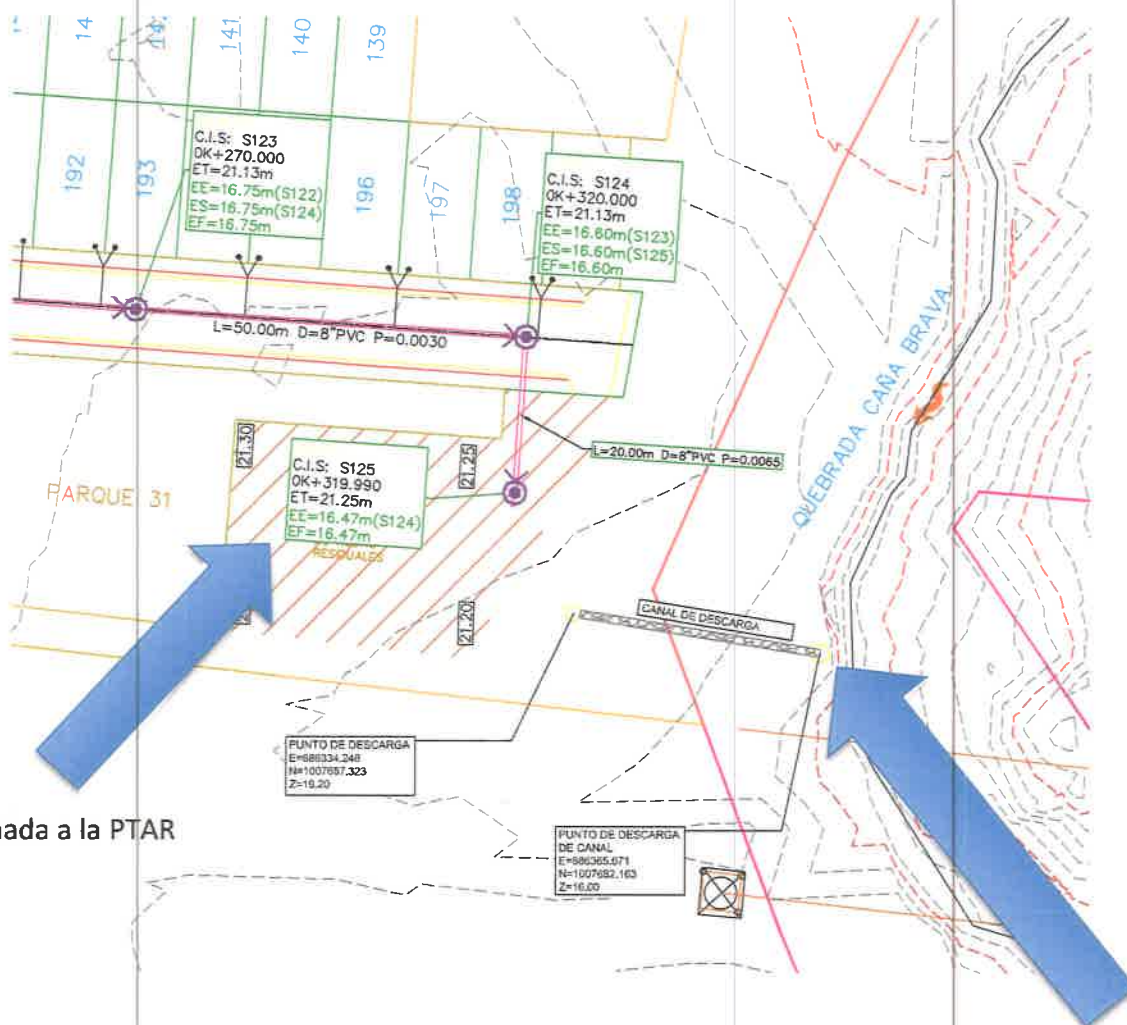 14
141
140
139
192
193
196
197
198
C.I.S: S123
0K+270.000
ET=21.13m
EE=16.75m(S122)
ES=16.75m(S124)
EF=16.75m
C.I.S: S124
0K+320.000
ET=21.13m
EE=16.60m(S123)
ES=16.60m(S125)
EF=16.60m
L=50.00m D=8"PVC P=0.0030
QUEBRADA CAÑA BRAVA
21.30
21.25
L=20.00m D=8"PVC P=0.0065
C.I.S: S125
0K+319.990
ET=21.25m
EE=16.47m(S124)
EF=16.47m
RESIDUALES
PARQUE 31
21.20
CANAL DE DESCARGA
PUNTO DE DESCARGA
E=686334.248
N=1007687.323
Z=19.20
nada a la PTAR
PUNTO DE DESCARGA
DE CANAL
E=686365.671
N=1007682.163
Z=16.00